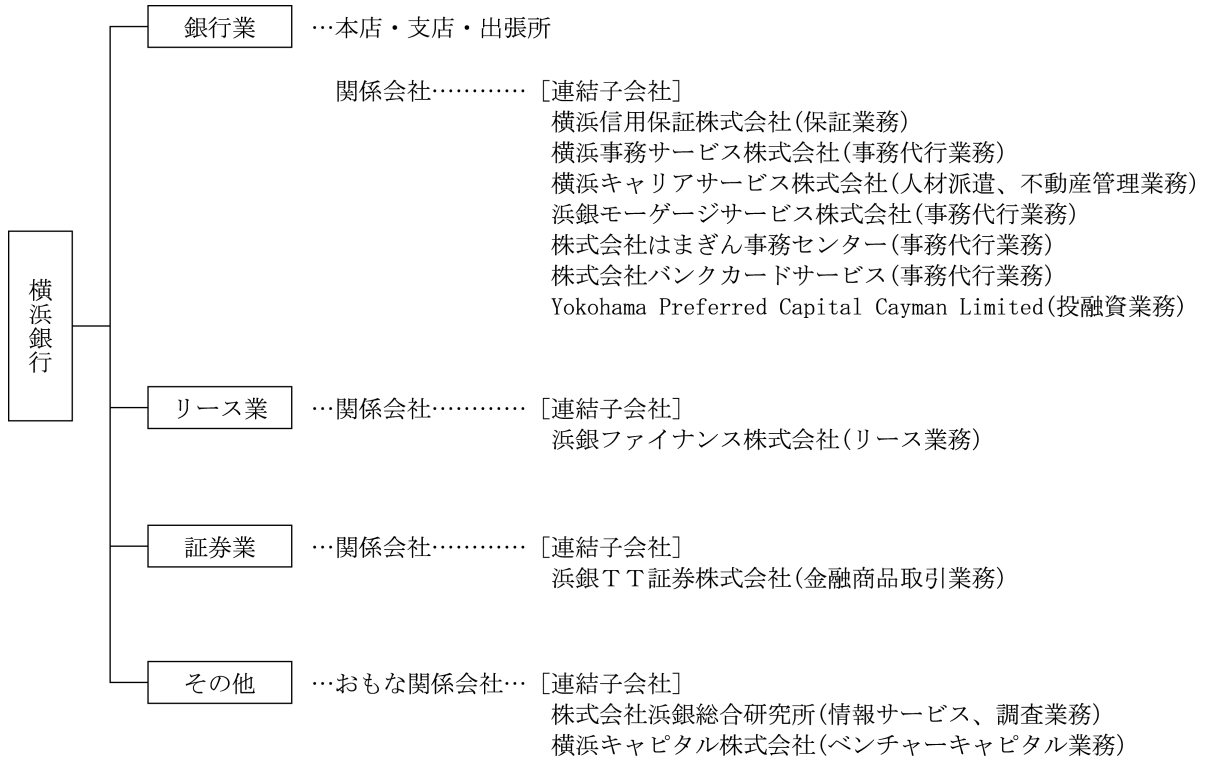 横浜銀行
銀行業 …本店・支店・出張所
関係会社………… [連結子会社]
横浜信用保証株式会社(保証業務)
横浜事務サービス株式会社(事務代行業務)
横浜キャリアサービス株式会社(人材派遣、不動産管理業務)
浜銀モーゲージサービス株式会社(事務代行業務)
株式会社はまぎん事務センター(事務代行業務)
株式会社バンクカードサービス(事務代行業務)
Yokohama Preferred Capital Cayman Limited(投融資業務)
リース業 …関係会社………… [連結子会社]
浜銀ファイナンス株式会社(リース業務)
証券業 …関係会社………… [連結子会社]
浜銀ＴＴ証券株式会社(金融商品取引業務)
その他 …おもな関係会社… [連結子会社]
株式会社浜銀総合研究所(情報サービス、調査業務)
横浜キャピタル株式会社(ベンチャーキャピタル業務)